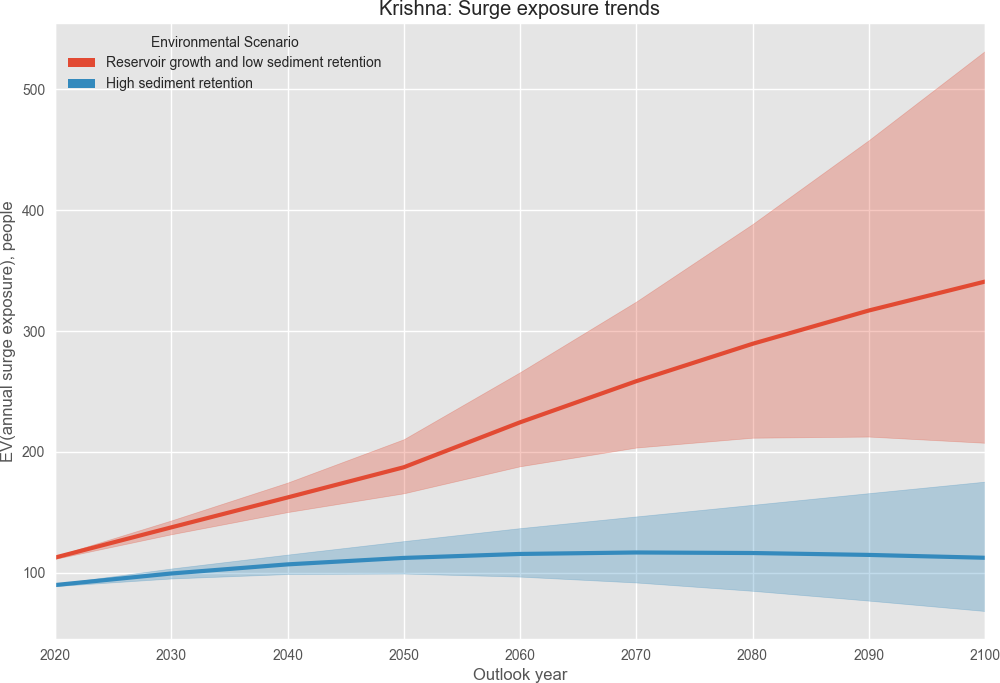 Krishna: Surge exposure trends
Environmental Scenario
Reservoir growth and low sediment retention
High sediment retention
EV(annual surge exposure), people
500
400
300
200
100
2020 2030 2040 2050 2060 2070 2080 2090 2100
Outlook year